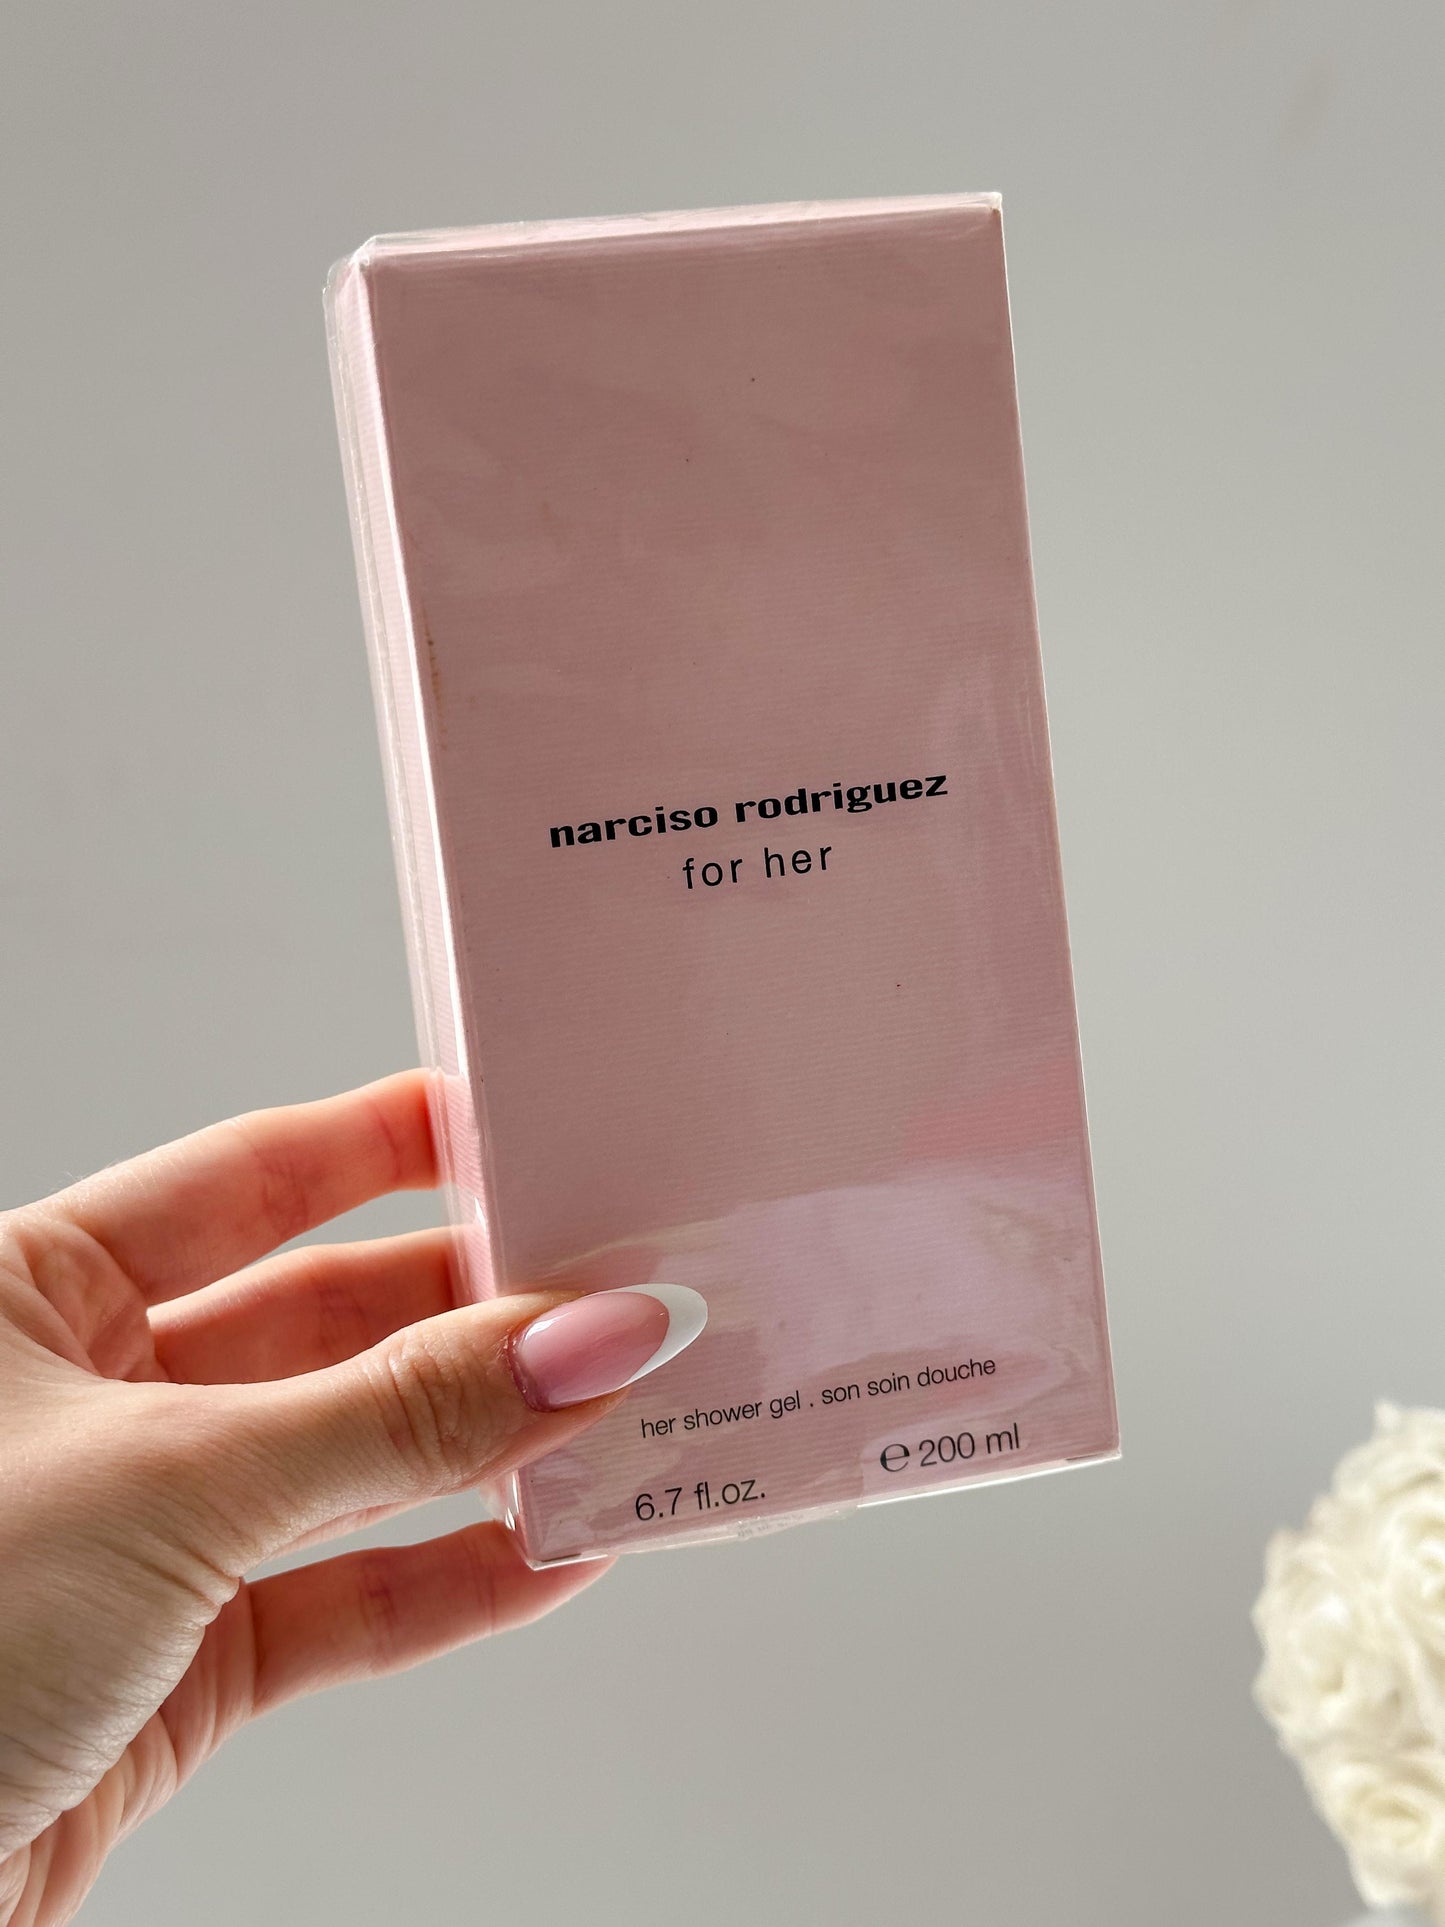 narciso rodriguez
for her
her shower gel . son soin douche
6.7 fl.oz. ℮ 200 ml